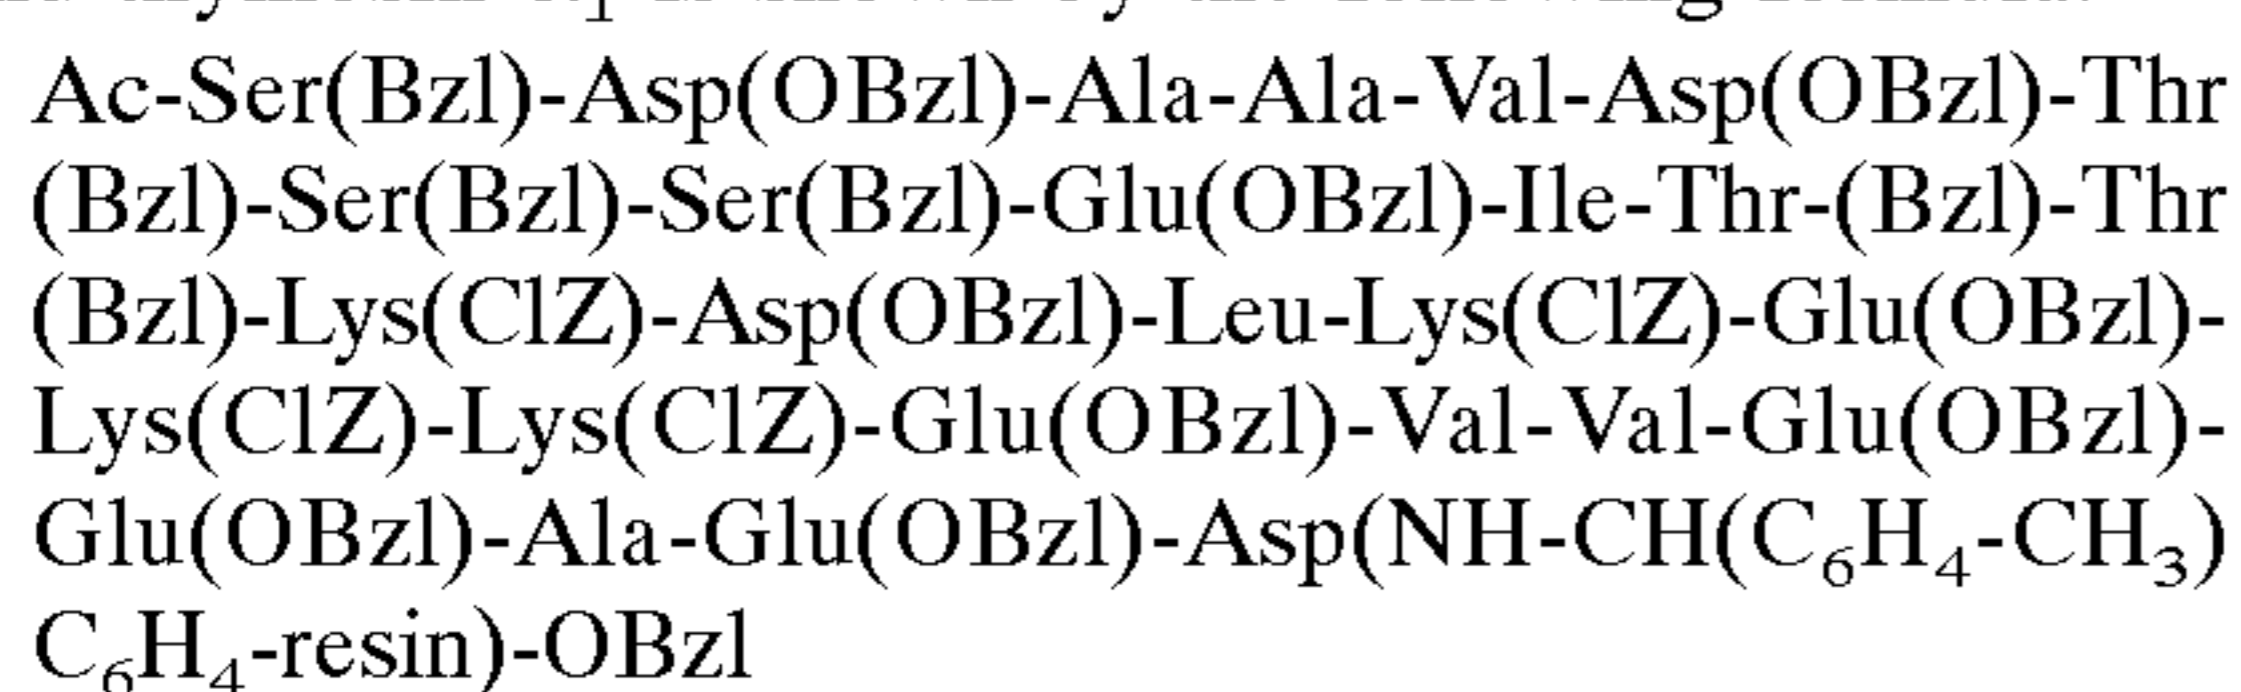 Ac-Ser(Bzl)-Asp(OBzl)-Ala-Ala-Val-Asp(OBzl)-Thr
(Bzl)-Ser(Bzl)-Ser(Bzl)-Glu(OBzl)-Ile-Thr-(Bzl)-Thr
(Bzl)-Lys(ClZ)-Asp(OBzl)-Leu-Lys(ClZ)-Glu(OBzl)-
Lys(ClZ)-Lys(ClZ)-Glu(OBzl)-Val-Val-Glu(OBzl)-
Glu(OBzl)-Ala-Glu(OBzl)-Asp(NH-CH(C₆H₄-CH₃)
C₆H₄-resin)-OBzl